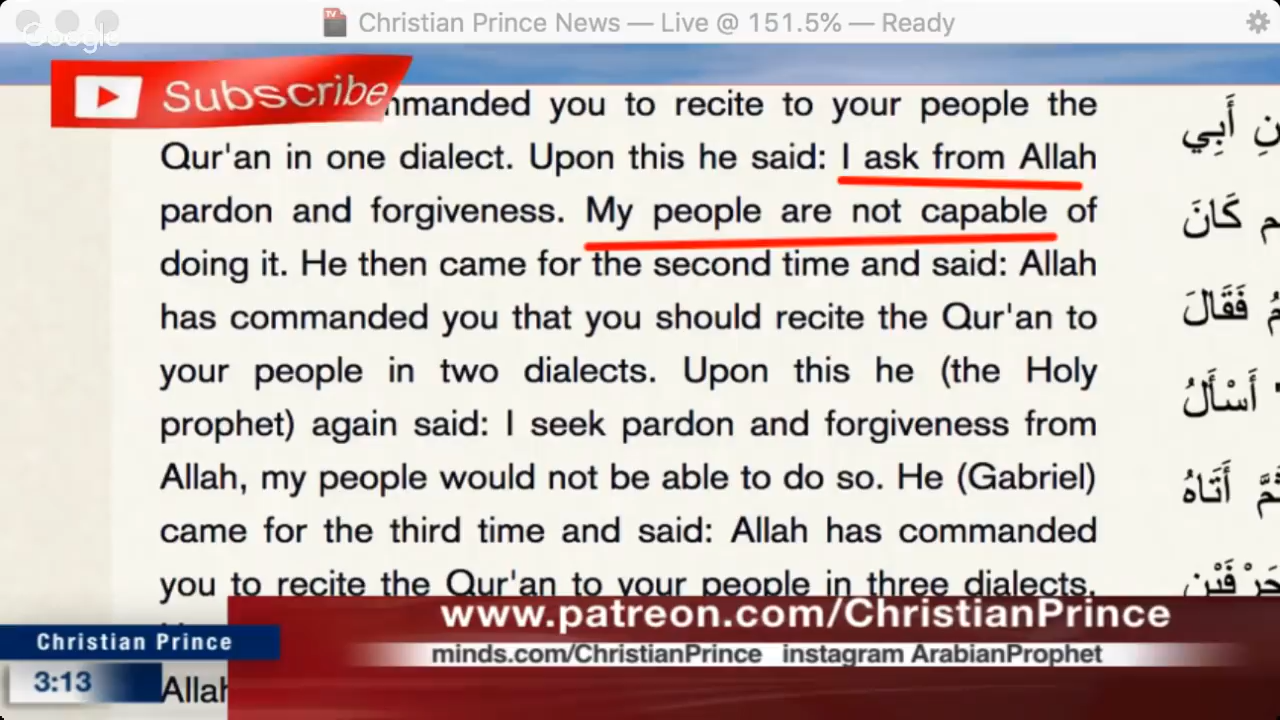 Christian Prince News — Live @ 151.5% — Ready
Google
Subscribe
mmanded you to recite to your people the
Qur'an in one dialect. Upon this he said: I ask from Allah
pardon and forgiveness. My people are not capable of
doing it. He then came for the second time and said: Allah
has commanded you that you should recite the Qur'an to
your people in two dialects. Upon this he (the Holy
prophet) again said: I seek pardon and forgiveness from
Allah, my people would not be able to do so. He (Gabriel)
came for the third time and said: Allah has commanded
you to recite the Qur'an to your people in three dialects.
Allah
نِ أَبِي
م كَانَ
مُ فَقَالَ
أَسْأَلُ
مَّ أَتَاهُ
حَرْفَيْنِ
www.patreon.com/ChristianPrince
minds.com/ChristianPrince instagram ArabianProphet
Christian Prince
3:13